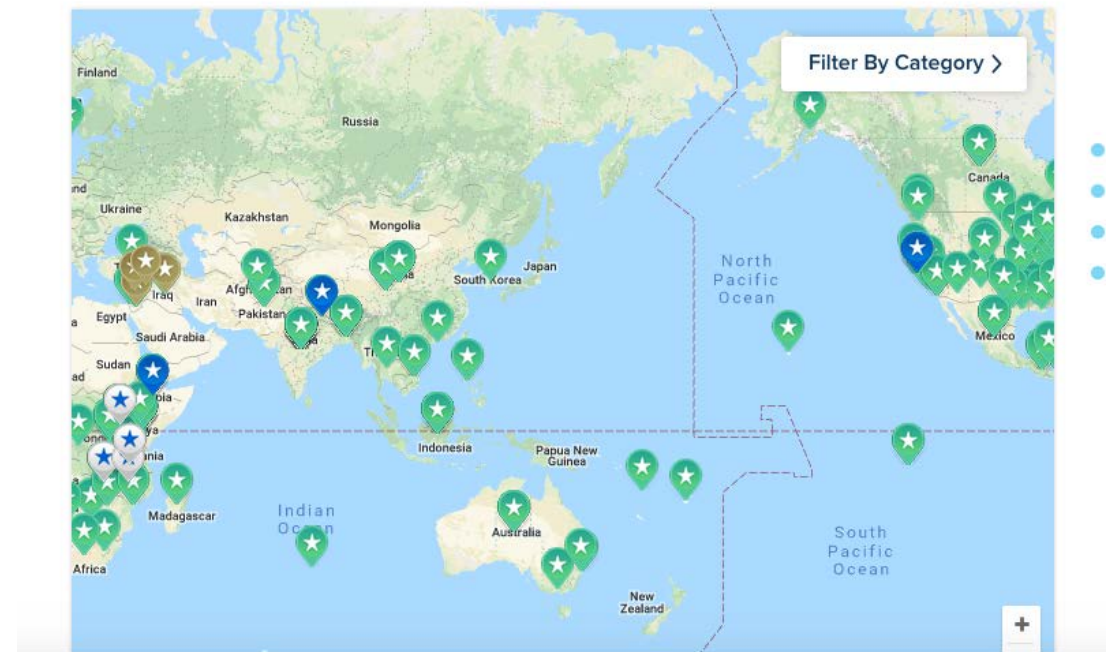 Filter By Category >
Finland
Russia
Canada
Ukraine
Kazakhstan
Mongolia
North
Pacific
Ocean
Japan
South Korea
Iraq
Iran
Pakistan
Egypt
Saudi Arabia
Mexico
Sudan
Indonesia
Papua New
Guinea
Madagascar
Indian
Ocean
Australia
South
Pacific
Ocean
Africa
New
Zealand
+